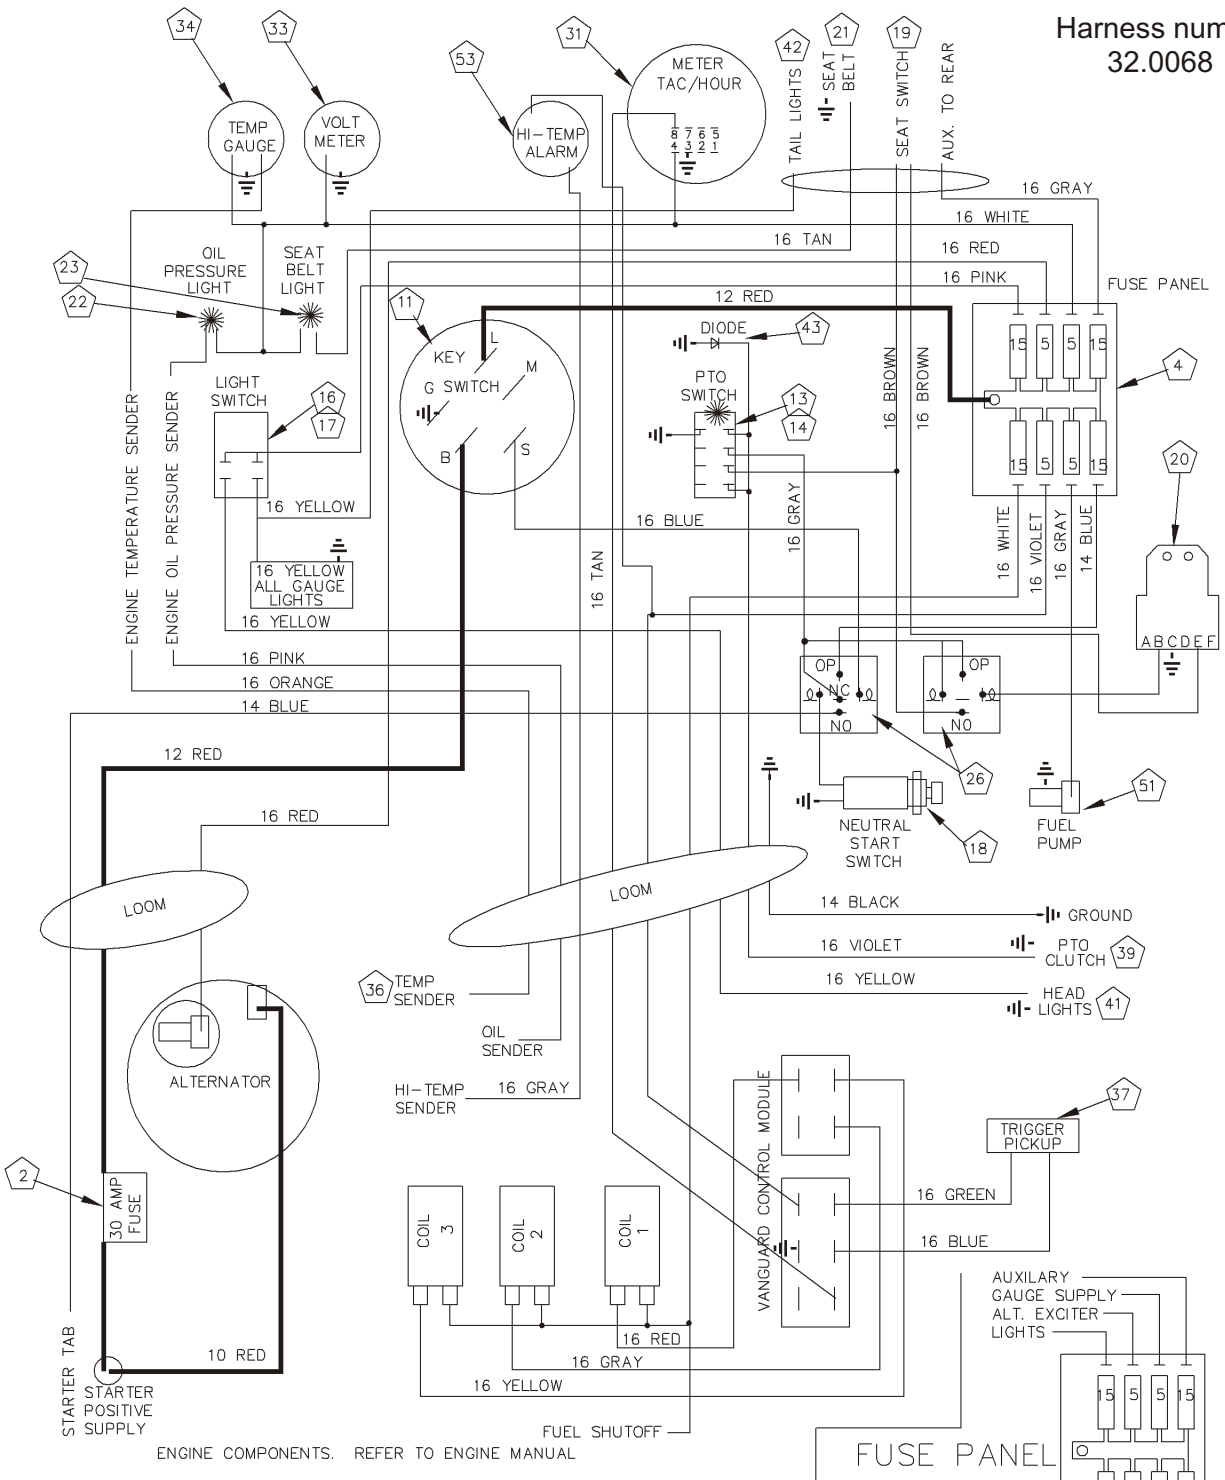 Harness num
32.0068
34
33
53
31
42
21
19
TEMP
GAUGE
VOLT
METER
HI-TEMP
ALARM
METER
TAC/HOUR
8 7 6 5
4 3 2 1
TAIL LIGHTS
SEAT
BELT
SEAT SWITCH
AUX. TO REAR
16 GRAY
16 WHITE
16 TAN
16 RED
16 PINK
12 RED
FUSE PANEL
23
22
OIL
PRESSURE
LIGHT
SEAT
BELT
LIGHT
11
KEY
SWITCH
L
M
G
B
S
DIODE
43
PTO
SWITCH
13
14
16 BROWN
16 BROWN
15
5
5
15
15
5
5
15
4
LIGHT
SWITCH
16
17
ENGINE TEMPERATURE SENDER
ENGINE OIL PRESSURE SENDER
16 YELLOW
16 YELLOW
ALL GAUGE
LIGHTS
16 YELLOW
16 BLUE
16 GRAY
16 TAN
16 WHITE
16 VIOLET
16 GRAY
14 BLUE
20
ABCDEF
16 PINK
16 ORANGE
14 BLUE
OP
NC
NO
OP
NO
26
12 RED
16 RED
NEUTRAL
START
SWITCH
18
FUEL
PUMP
51
LOOM
LOOM
14 BLACK
GROUND
16 VIOLET
PTO
CLUTCH
39
16 YELLOW
HEAD
LIGHTS
41
36
TEMP
SENDER
OIL
SENDER
HI-TEMP
SENDER
16 GRAY
ALTERNATOR
2
30 AMP
FUSE
VANGUARD CONTROL MODULE
37
TRIGGER
PICKUP
16 GREEN
16 BLUE
COIL
3
COIL
2
COIL
1
16 RED
16 GRAY
16 YELLOW
FUEL SHUTOFF
10 RED
STARTER TAB
STARTER
POSITIVE
SUPPLY
ENGINE COMPONENTS. REFER TO ENGINE MANUAL
AUXILARY
GAUGE SUPPLY
ALT. EXCITER
LIGHTS
15
5
5
15
FUSE PANEL